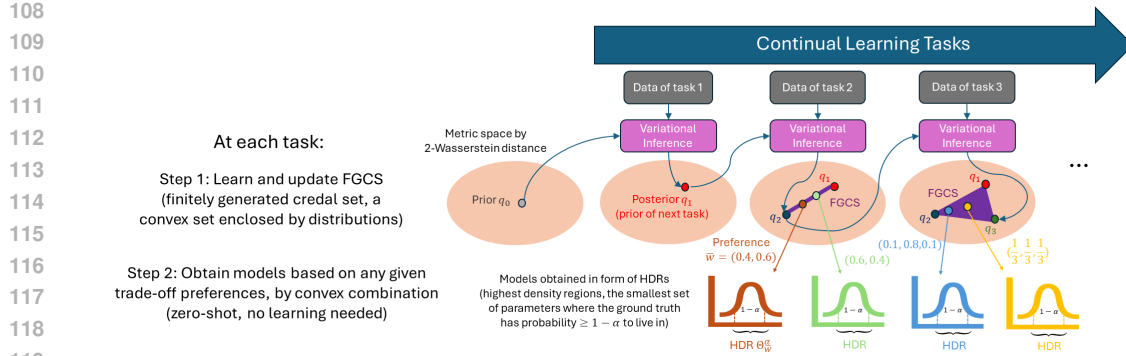 108
109
110
111
112
113
114
115
116
117
118
Continual Learning Tasks
Data of task 1
Data of task 2
Data of task 3
Variational
Inference
Variational
Inference
Variational
Inference
At each task:
Step 1: Learn and update FGCS
(finitely generated credal set, a
convex set enclosed by distributions)
Step 2: Obtain models based on any given
trade-off preferences, by convex combination
(zero-shot, no learning needed)
Metric space by
2-Wasserstein distance
Prior q₀
Posterior q₁
(prior of next task)
q₁
FGCS
q₂
q₁
FGCS
q₂
q₃
...
Preference
w̅ = (0.4, 0.6)
(0.6, 0.4)
(0.1, 0.8,0.1)
(1/3, 1/3, 1/3)
Models obtained in form of HDRs
(highest density regions, the smallest set
of parameters where the ground truth
has probability ≥ 1 − α to live in)
1 − α
1 − α
1 − α
1 − α
HDR Θ_w̅^α
HDR
HDR
HDR